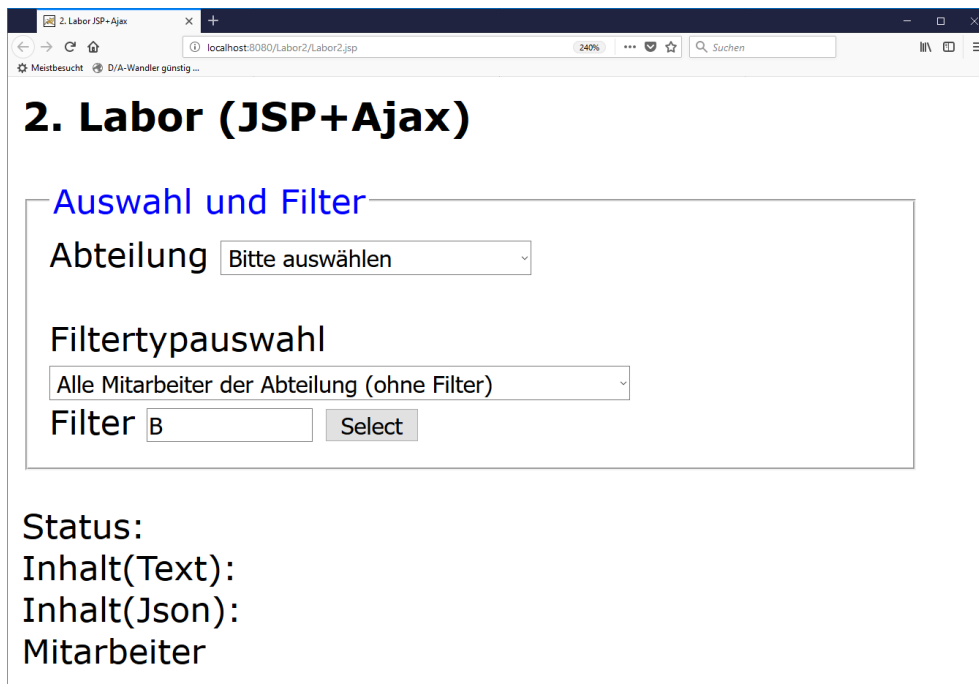 2. Labor JSP+Ajax
localhost:8080/Labor2/Labor2.jsp 240% Suchen
Meistbesucht D/A-Wandler günstig ...
2. Labor (JSP+Ajax)
Auswahl und Filter
Abteilung Bitte auswählen
Filtertypauswahl
Alle Mitarbeiter der Abteilung (ohne Filter)
Filter B Select
Status:
Inhalt(Text):
Inhalt(Json):
Mitarbeiter